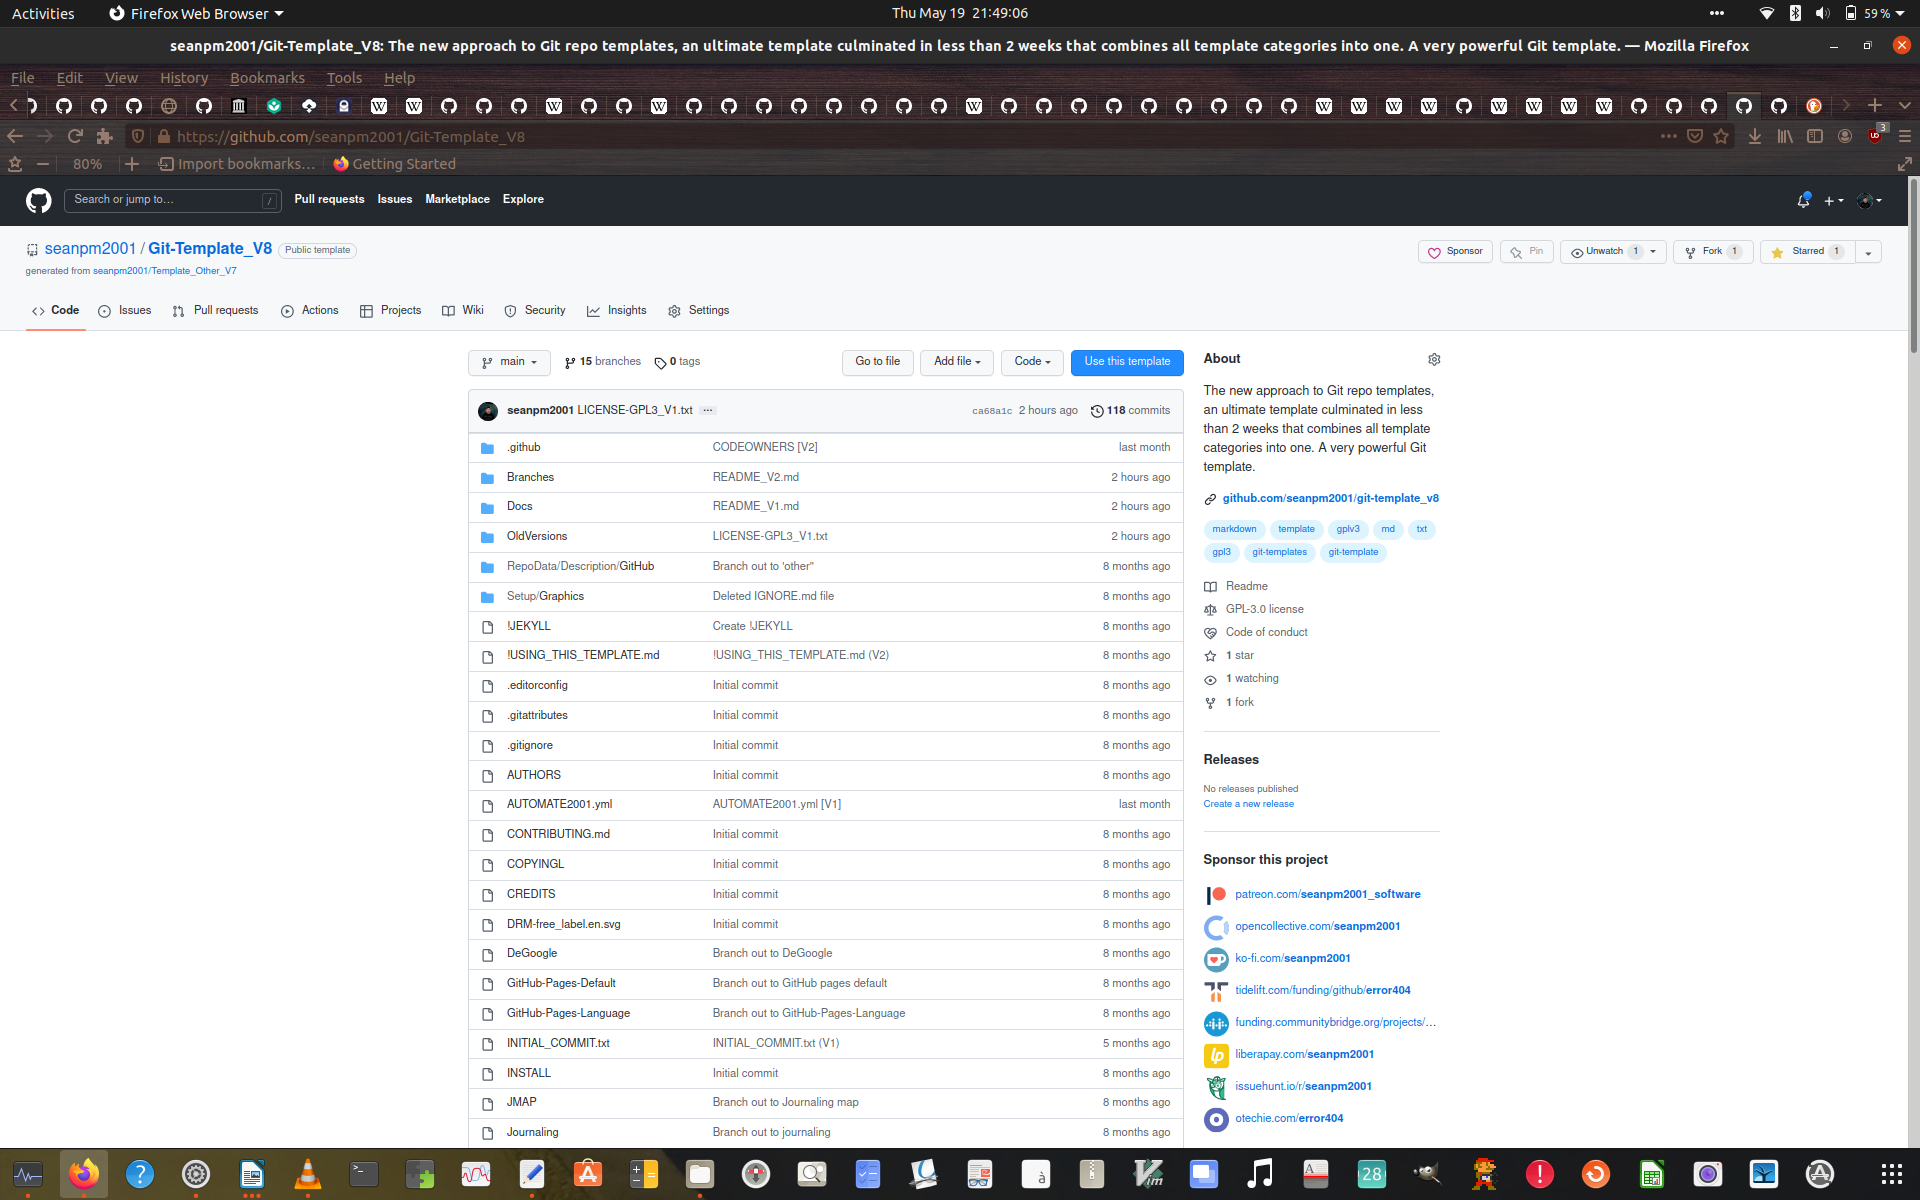 Activities Firefox Web Browser Thu May 19 21:49:06 59 %
seanpm2001/Git-Template_V8: The new approach to Git repo templates, an ultimate template culminated in less than 2 weeks that combines all template categories into one. A very powerful Git template. — Mozilla Firefox
File Edit View History Bookmarks Tools Help
https://github.com/seanpm2001/Git-Template_V8 ••• 3
80% Import bookmarks... Getting Started
Search or jump to... / Pull requests Issues Marketplace Explore
seanpm2001 / Git-Template_V8 Public template Sponsor Pin Unwatch 1 Fork 1 Starred 1
generated from seanpm2001/Template_Other_V7
Code Issues Pull requests Actions Projects Wiki Security Insights Settings
main 15 branches 0 tags Go to file Add file Code Use this template
seanpm2001 LICENSE-GPL3_V1.txt ... ca68a1c 2 hours ago 118 commits
.github CODEOWNERS [V2] last month
Branches README_V2.md 2 hours ago
Docs README_V1.md 2 hours ago
OldVersions LICENSE-GPL3_V1.txt 2 hours ago
RepoData/Description/GitHub Branch out to 'other" 8 months ago
Setup/Graphics Deleted IGNORE.md file 8 months ago
!JEKYLL Create !JEKYLL 8 months ago
!USING_THIS_TEMPLATE.md !USING_THIS_TEMPLATE.md (V2) 8 months ago
.editorconfig Initial commit 8 months ago
.gitattributes Initial commit 8 months ago
.gitignore Initial commit 8 months ago
AUTHORS Initial commit 8 months ago
AUTOMATE2001.yml AUTOMATE2001.yml [V1] last month
CONTRIBUTING.md Initial commit 8 months ago
COPYINGL Initial commit 8 months ago
CREDITS Initial commit 8 months ago
DRM-free_label.en.svg Initial commit 8 months ago
DeGoogle Branch out to DeGoogle 8 months ago
GitHub-Pages-Default Branch out to GitHub pages default 8 months ago
GitHub-Pages-Language Branch out to GitHub-Pages-Language 8 months ago
INITIAL_COMMIT.txt INITIAL_COMMIT.txt (V1) 5 months ago
INSTALL Initial commit 8 months ago
JMAP Branch out to Journaling map 8 months ago
Journaling Branch out to journaling 8 months ago
About
The new approach to Git repo templates,
an ultimate template culminated in less
than 2 weeks that combines all template
categories into one. A very powerful Git
template.
github.com/seanpm2001/git-template_v8
markdown template gplv3 md txt
gpl3 git-templates git-template
Readme
GPL-3.0 license
Code of conduct
1 star
1 watching
1 fork
Releases
No releases published
Create a new release
Sponsor this project
patreon.com/seanpm2001_software
opencollective.com/seanpm2001
ko-fi.com/seanpm2001
tidelift.com/funding/github/error404
funding.communitybridge.org/projects/...
lp liberapay.com/seanpm2001
issuehunt.io/r/seanpm2001
otechie.com/error404
28